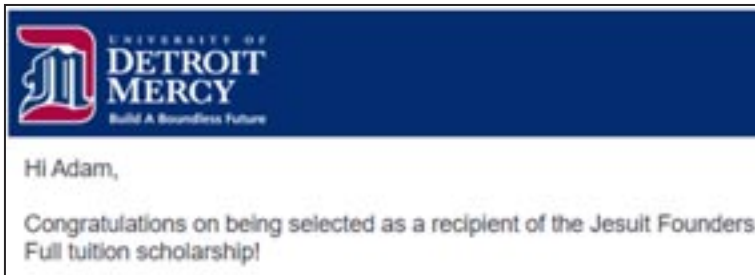 UNIVERSITY OF
DETROIT
MERCY
Build A Boundless Future
Hi Adam,
Congratulations on being selected as a recipient of the Jesuit Founders
Full tuition scholarship!